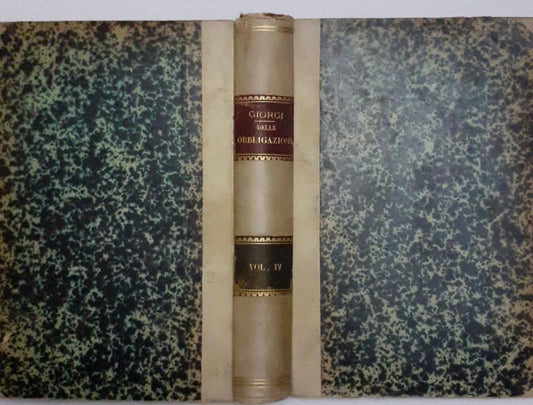 GIORGI
DELLE
OBBLIGAZIONI
VOL. IV